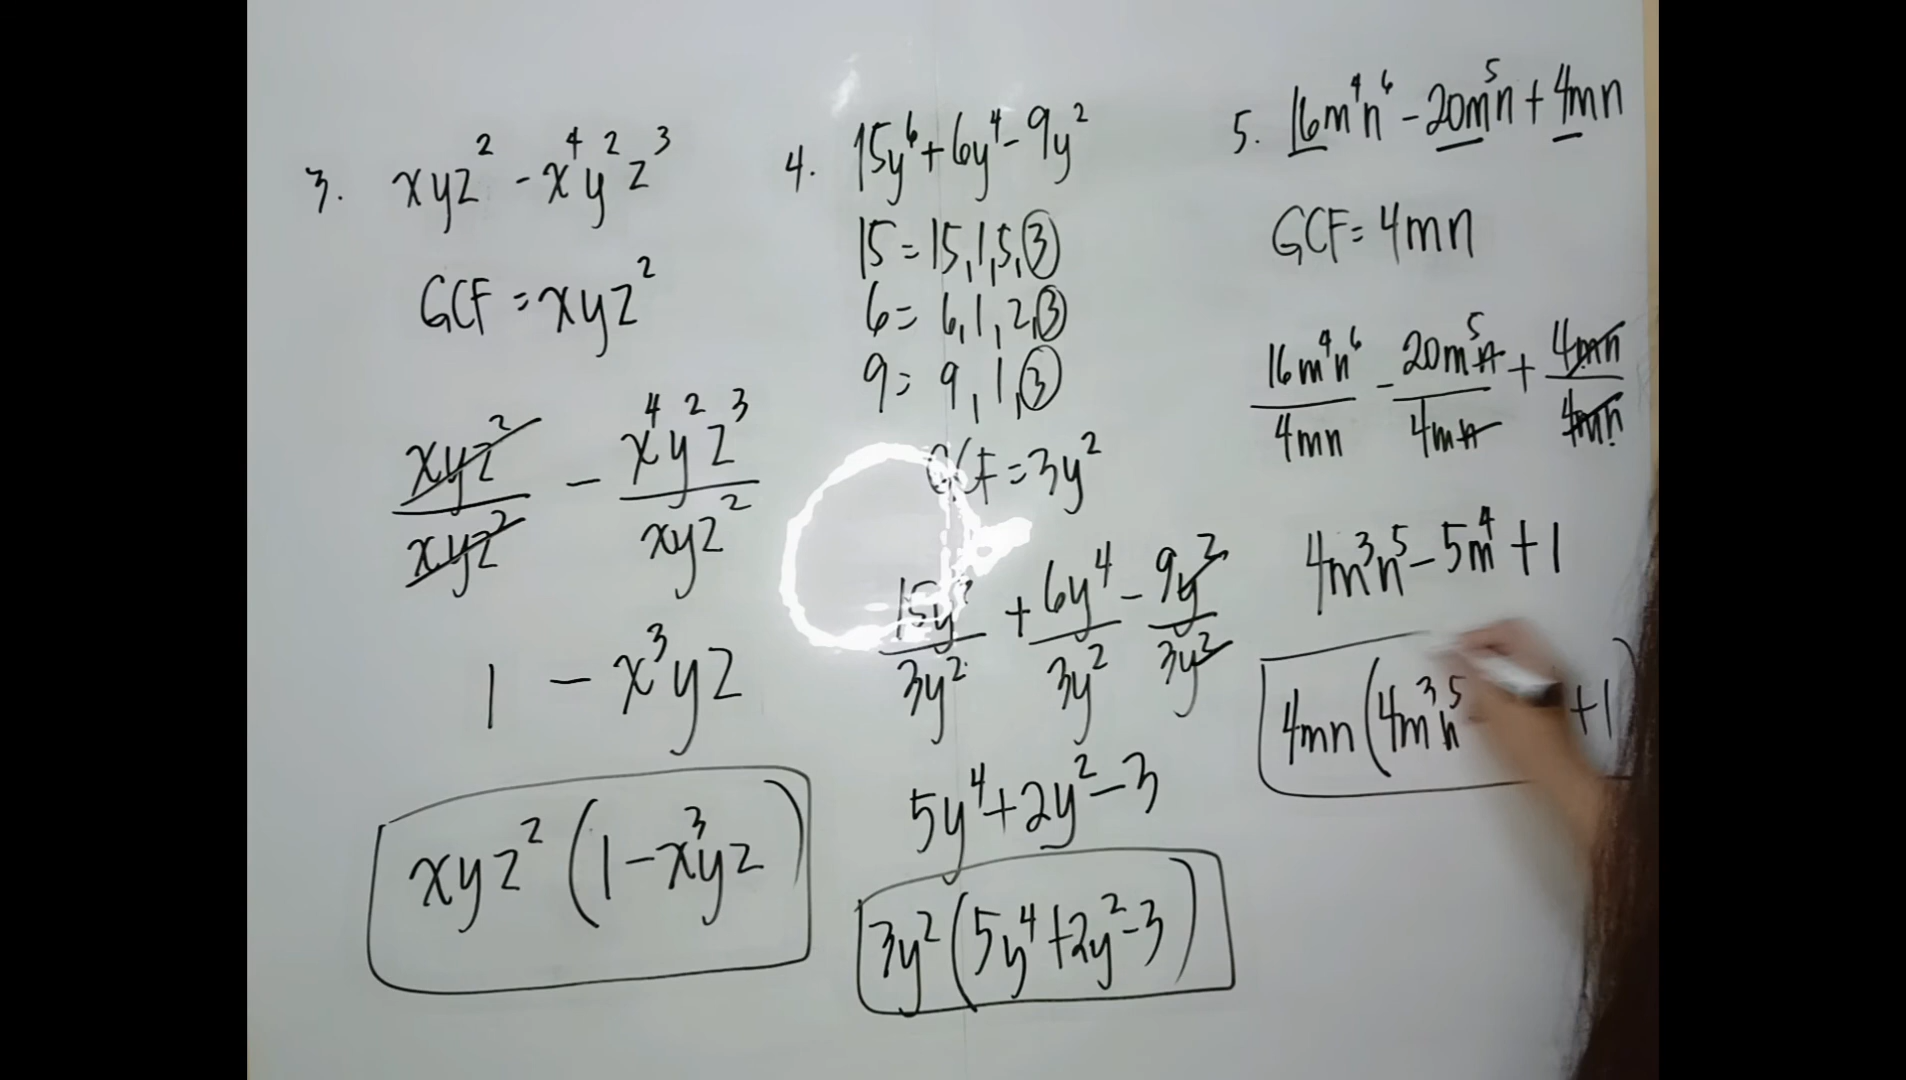 3. xyz² - x⁴y²z³
GCF = xyz²
xyz²/xyz² - x⁴y²z³/xyz²
1 - x³yz
xyz² (1 - x³yz)
4. 15y⁶ + 6y⁴ - 9y²
15 = 15, 1, 5, 3
6 = 6, 1, 2, 3
9 = 9, 1, 3
GCF = 3y²
15y/3y² + 6y⁴/3y² - 9y²/3y²
5y⁴ + 2y² - 3
3y² (5y⁴ + 2y² - 3)
5. 16m⁴n⁶ - 20m⁵n + 4mn
GCF = 4mn
16m⁴n⁶/4mn - 20m⁵n/4mn + 4mn/4mn
4m³n⁵ - 5m⁴ + 1
4mn (4m³n⁵ + 1)